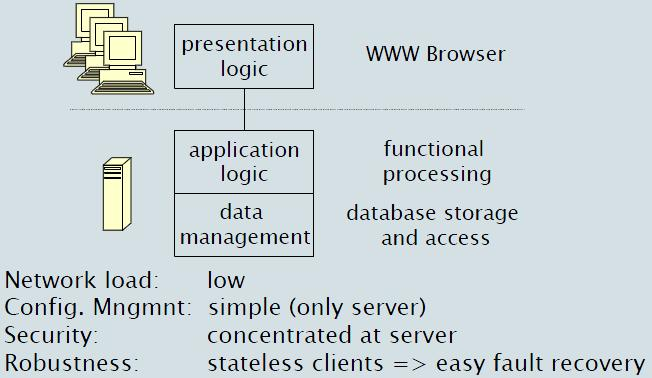 presentation
logic
WWW Browser
application
logic
functional
processing
data
management
database storage
and access
Network load: low
Config. Mngmnt: simple (only server)
Security: concentrated at server
Robustness: stateless clients => easy fault recovery